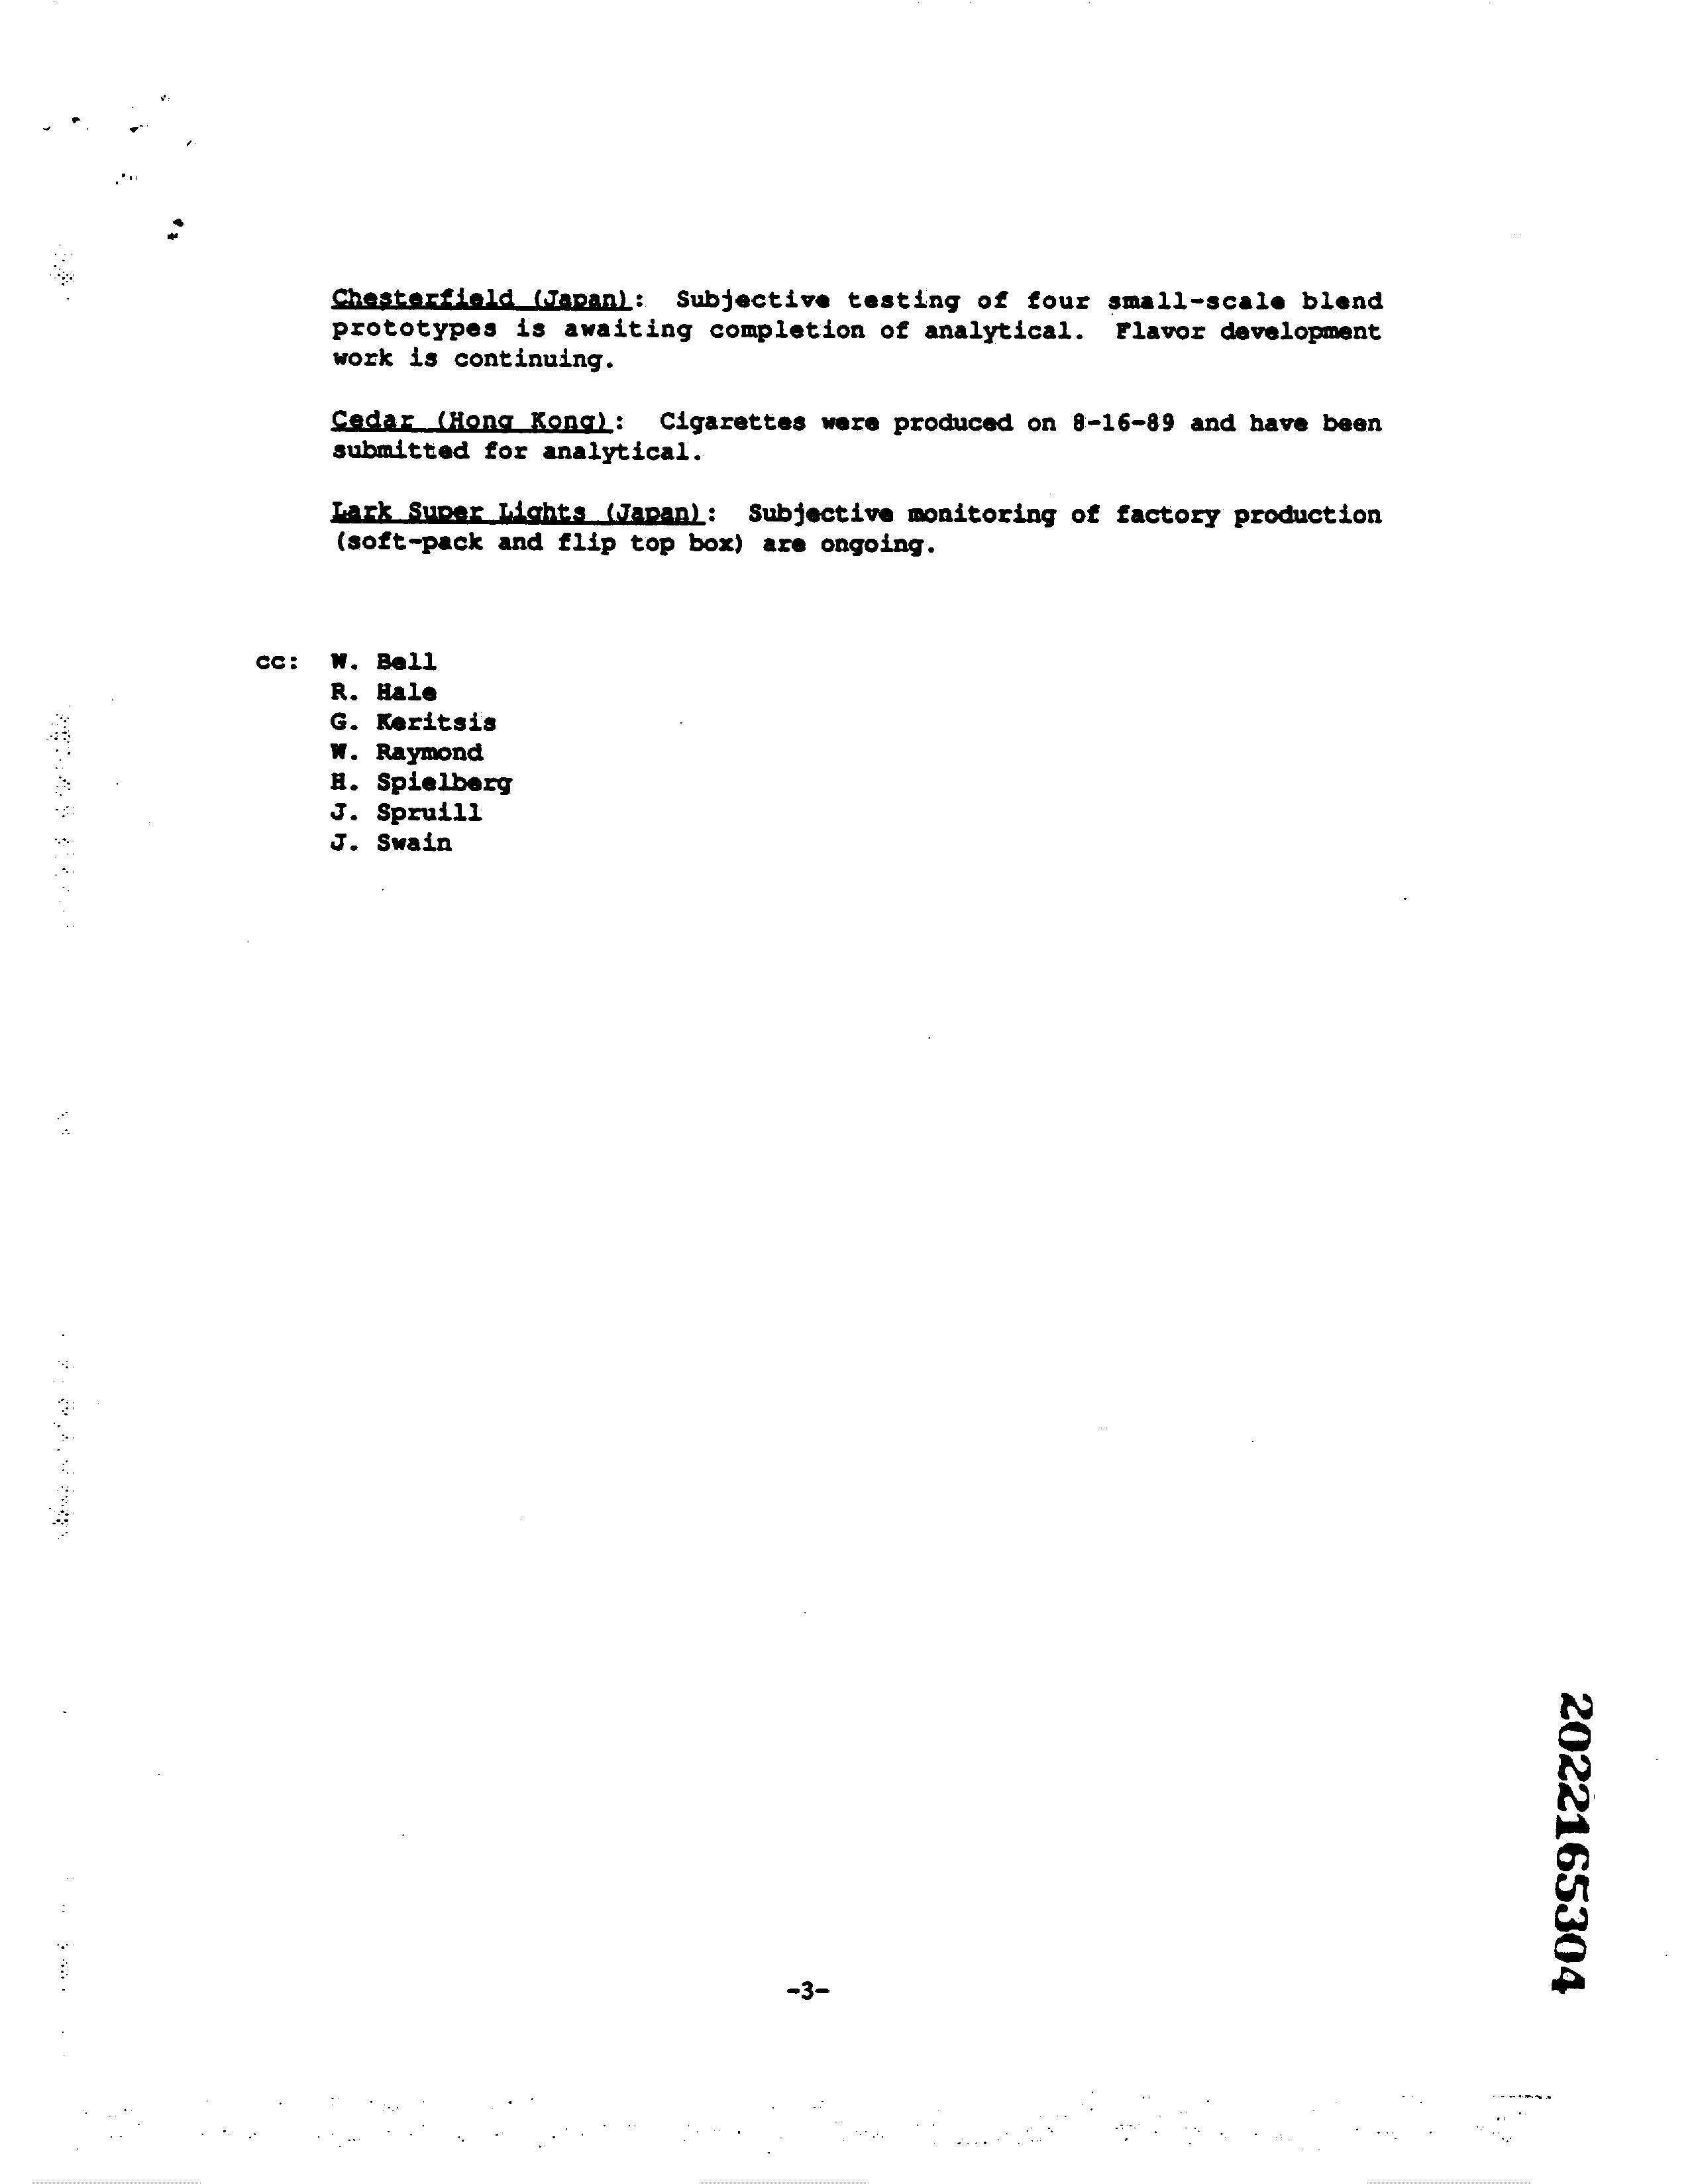 Chesterfield (Japan): Subjective testing of four small-scale blend
prototypes is awaiting completion of analytical. Flavor development
work is continuing.
Cedar (Hong Kong): Cigarettes were produced on 8-16-89 and have been
submitted for analytical.
Lark Super Lights (Japan): Subjective monitoring of factory production
(soft-pack and flip top box) are ongoing.
cc: W. Bell
R. Hale
G. Keritsis
W. Raymond
H. Spielberg
J. Spruill
J. Swain
2022165304
-3-